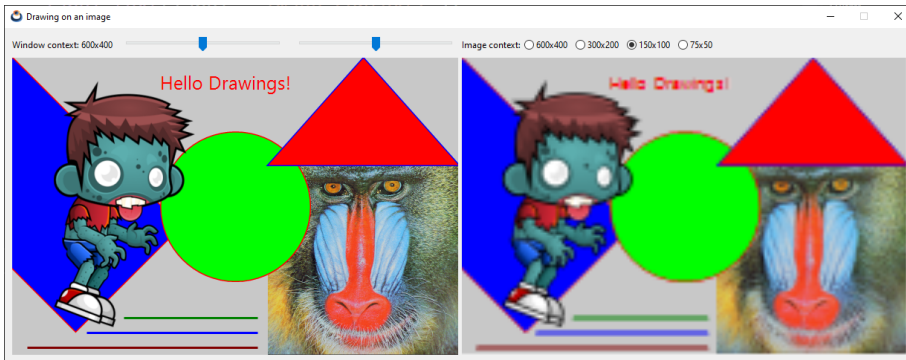 Drawing on an image
Window context: 600x400
Image context: 600x400 300x200 150x100 75x50
Hello Drawings!
Hello Drawings!